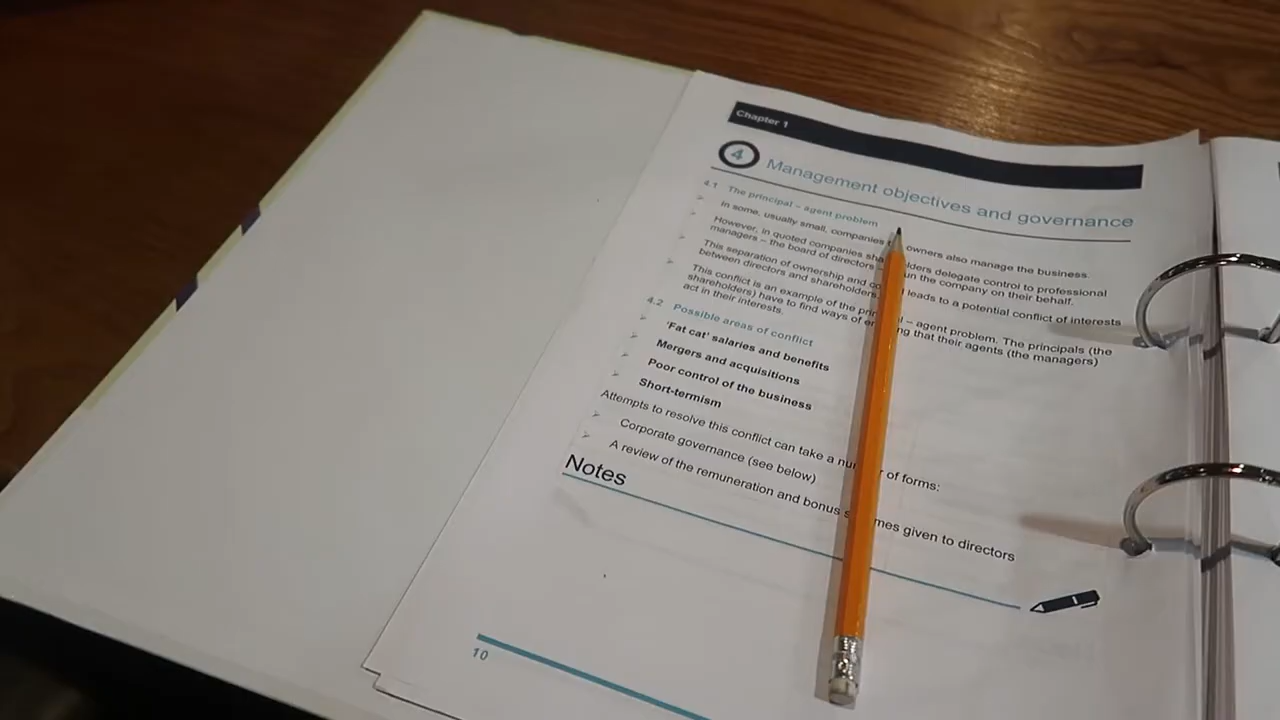 Chapter 1
4 Management objectives and governance
4.1 The principal – agent problem
In some, usually small, companies owners also manage the business.
However, in quoted companies delegate control to professional
managers – the board of directors – the company on their behalf.
This separation of ownership and leads to a potential conflict of interests
between directors and shareholders.
This conflict is an example of the – agent problem. The principals (the
shareholders) have to find ways of that their agents (the managers)
act in their interests.
4.2 Possible areas of conflict
'Fat cat' salaries and benefits
Mergers and acquisitions
Poor control of the business
Short-termism
Attempts to resolve this conflict can take a of forms:
Corporate governance (see below)
A review of the remuneration and bonus given to directors
Notes
10